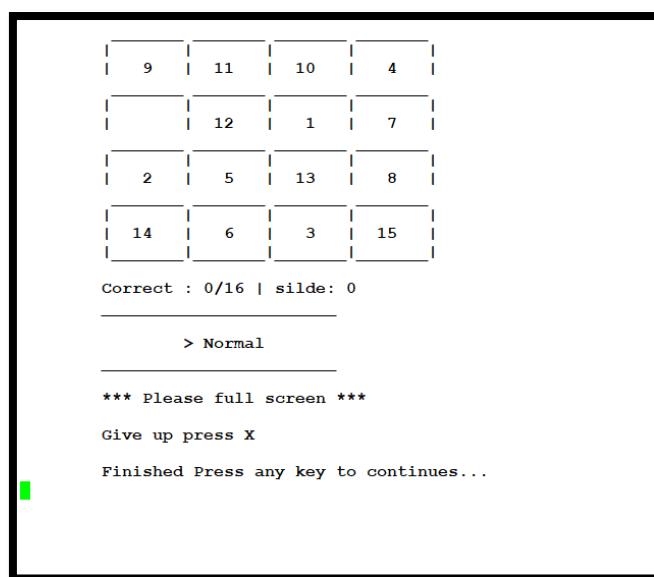 9 11 10 4
12 1 7
2 5 13 8
14 6 3 15
Correct : 0/16 | silde: 0
> Normal
*** Please full screen ***
Give up press X
Finished Press any key to continues...